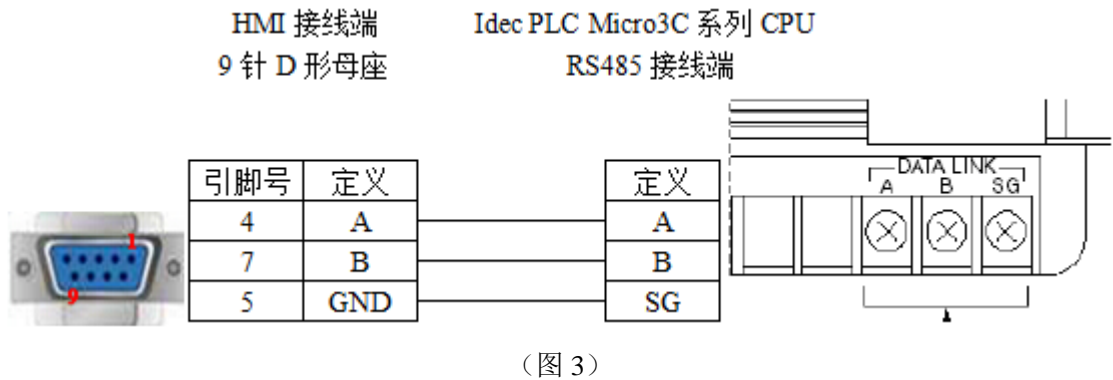 HMI 接线端 Idec PLC Micro3C 系列 CPU
9 针 D 形母座 RS485 接线端
引脚号 定义 定义
4 A A
7 B B
5 GND SG
1
9
DATA LINK
A B SG
（图 3）